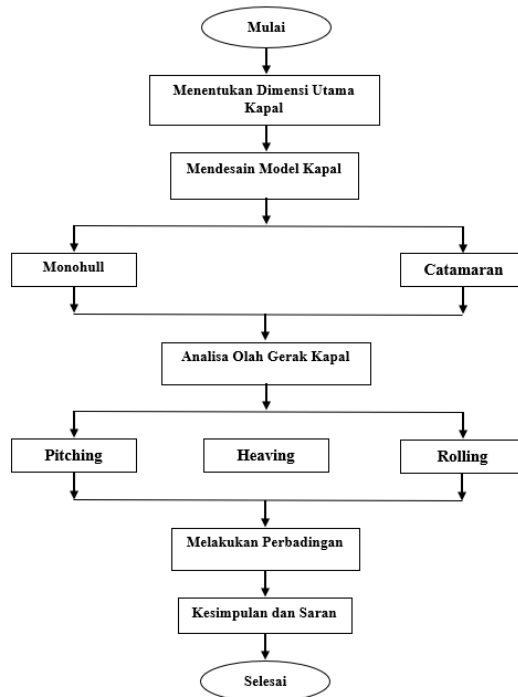 Mulai
Menentukan Dimensi Utama
Kapal
Mendesain Model Kapal
Monohull
Catamaran
Analisa Olah Gerak Kapal
Pitching
Heaving
Rolling
Melakukan Perbadingan
Kesimpulan dan Saran
Selesai